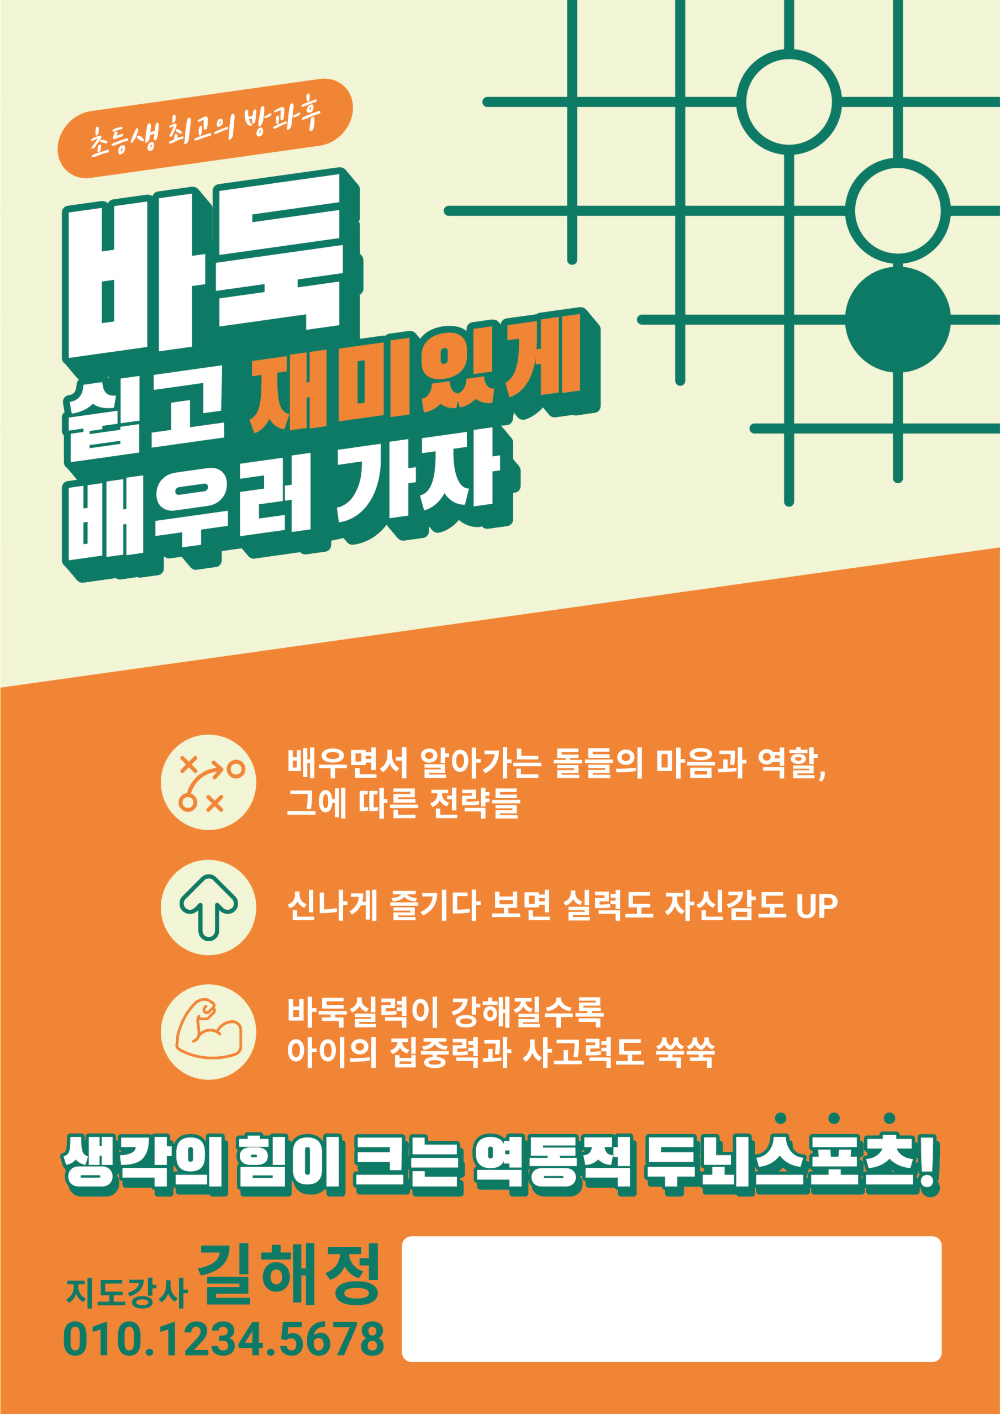 초등생 최고의 방과후
바둑
쉽고 재미있게
배우러 가자
배우면서 알아가는 돌들의 마음과 역할,
그에 따른 전략들
신나게 즐기다 보면 실력도 자신감도 UP
바둑실력이 강해질수록
아이의 집중력과 사고력도 쑥쑥
생각의 힘이 크는 역동적 두뇌스포츠!
지도강사 길해정
010.1234.5678